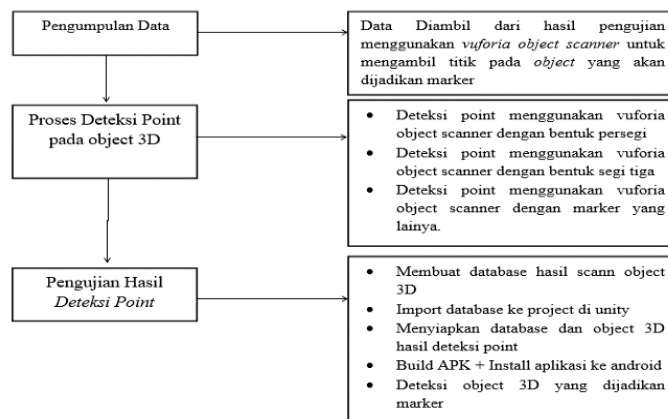 Pengumpulan Data
Data Diambil dari hasil pengujian
menggunakan vuforia object scanner untuk
mengambil titik pada object yang akan
dijadikan marker
Proses Deteksi Point
pada object 3D
• Deteksi point menggunakan vuforia
object scanner dengan bentuk persegi
• Deteksi point menggunakan vuforia
object scanner dengan bentuk segi tiga
• Deteksi point menggunakan vuforia
object scanner dengan marker yang
lainya.
Pengujian Hasil
Deteksi Point
• Membuat database hasil scann object
3D
• Import database ke project di unity
• Menyiapkan database dan object 3D
hasil deteksi point
• Build APK + Install aplikasi ke android
• Deteksi object 3D yang dijadikan
marker